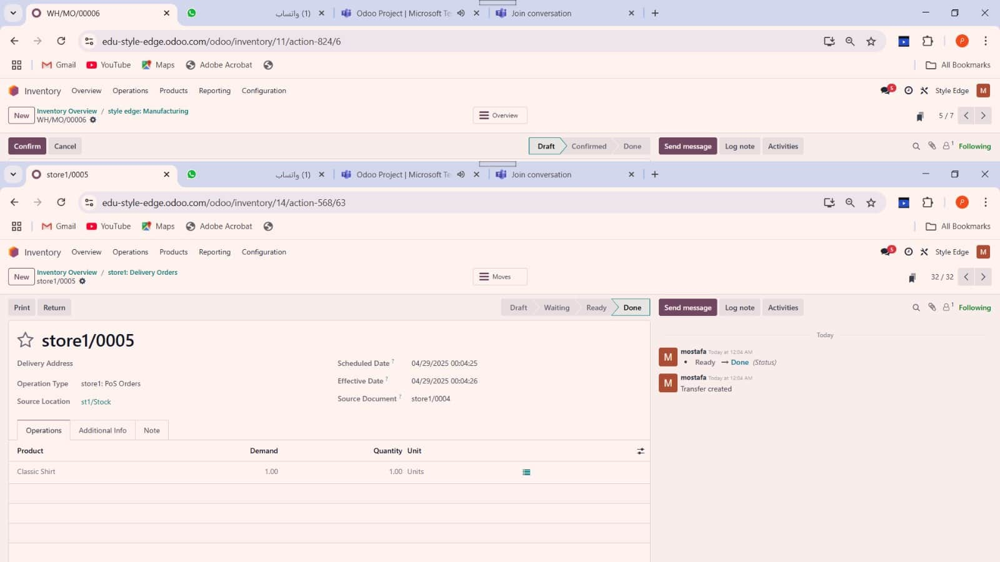 WH/MO/00006
واتساب (1)
Odoo Project | Microsoft Te
Join conversation
edu-style-edge.odoo.com/odoo/inventory/11/action-824/6
P
Gmail
YouTube
Maps
Adobe Acrobat
All Bookmarks
Inventory
Overview
Operations
Products
Reporting
Configuration
5
Style Edge
M
New
Inventory Overview / style edge: Manufacturing
WH/MO/00006
Overview
5 / 7
Confirm
Cancel
Draft
Confirmed
Done
Send message
Log note
Activities
1
Following
store1/0005
واتساب (1)
Odoo Project | Microsoft Te
Join conversation
edu-style-edge.odoo.com/odoo/inventory/14/action-568/63
P
Gmail
YouTube
Maps
Adobe Acrobat
All Bookmarks
Inventory
Overview
Operations
Products
Reporting
Configuration
5
Style Edge
M
New
Inventory Overview / store1: Delivery Orders
store1/0005
Moves
32 / 32
Print
Return
Draft
Waiting
Ready
Done
Send message
Log note
Activities
1
Following
store1/0005
Delivery Address
Operation Type store1: PoS Orders
Source Location st1/Stock
Scheduled Date ? 04/29/2025 00:04:25
Effective Date ? 04/29/2025 00:04:26
Source Document ? store1/0004
Operations
Additional Info
Note
Product Demand Quantity Unit
Classic Shirt 1.00 1.00 Units
Today
M
mostafa Today at 12:04 AM
• Ready → Done (Status)
M
mostafa Today at 12:04 AM
Transfer created